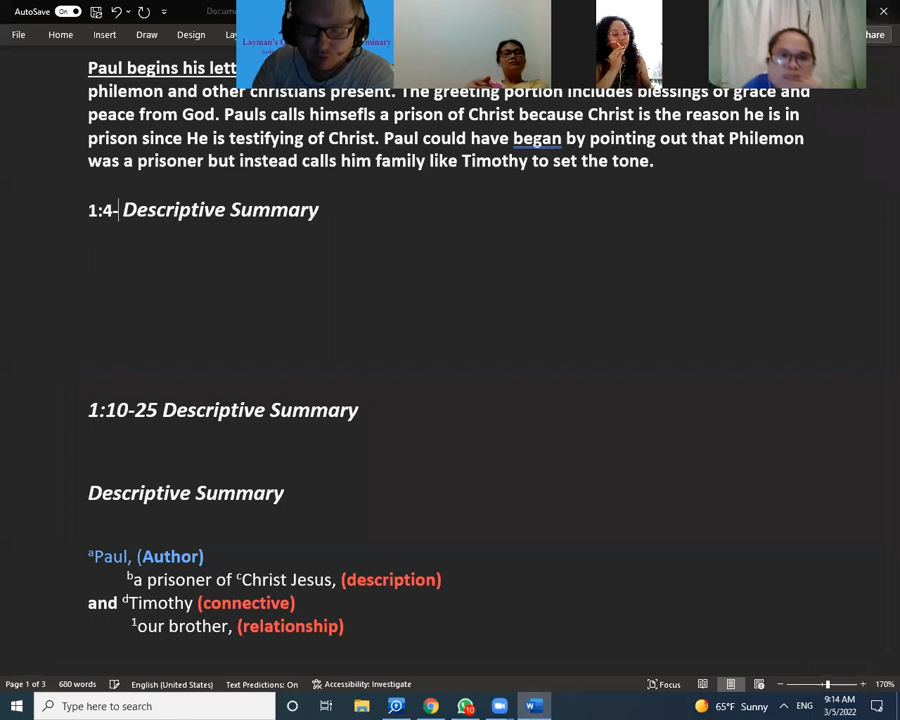 AutoSave On
File Home Insert Draw Design
Layman's
Paul begins his
philemon and other christians present. The greeting portion includes blessings of grace and
peace from God. Pauls calls himsefls a prison of Christ because Christ is the reason he is in
prison since He is testifying of Christ. Paul could have began by pointing out that Philemon
was a prisoner but instead calls him family like Timothy to set the tone.
1:4- Descriptive Summary
1:10-25 Descriptive Summary
Descriptive Summary
ᵃPaul, (Author)
ᵇa prisoner of ᶜChrist Jesus, (description)
and ᵈTimothy (connective)
¹our brother, (relationship)
Page 1 of 3 680 words English (United States) Text Predictions: On Accessibility: Investigate Focus 170%
Type here to search 10 65°F Sunny ENG 9:14 AM 3/5/2022